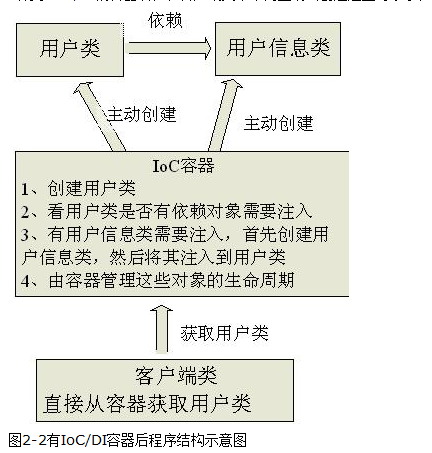 依赖
用户类
用户信息类
主动创建
主动创建
IoC容器
1、创建用户类
2、看用户类是否有依赖对象需要注入
3、有用户信息类需要注入，首先创建用
户信息类，然后将其注入到用户类
4、由容器管理这些对象的生命周期
获取用户类
客户端类
直接从容器获取用户类
图2-2有IoC/DI容器后程序结构示意图